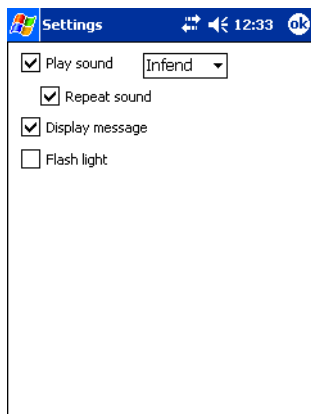 Settings 12:33 ok
Play sound Infend
Repeat sound
Display message
Flash light